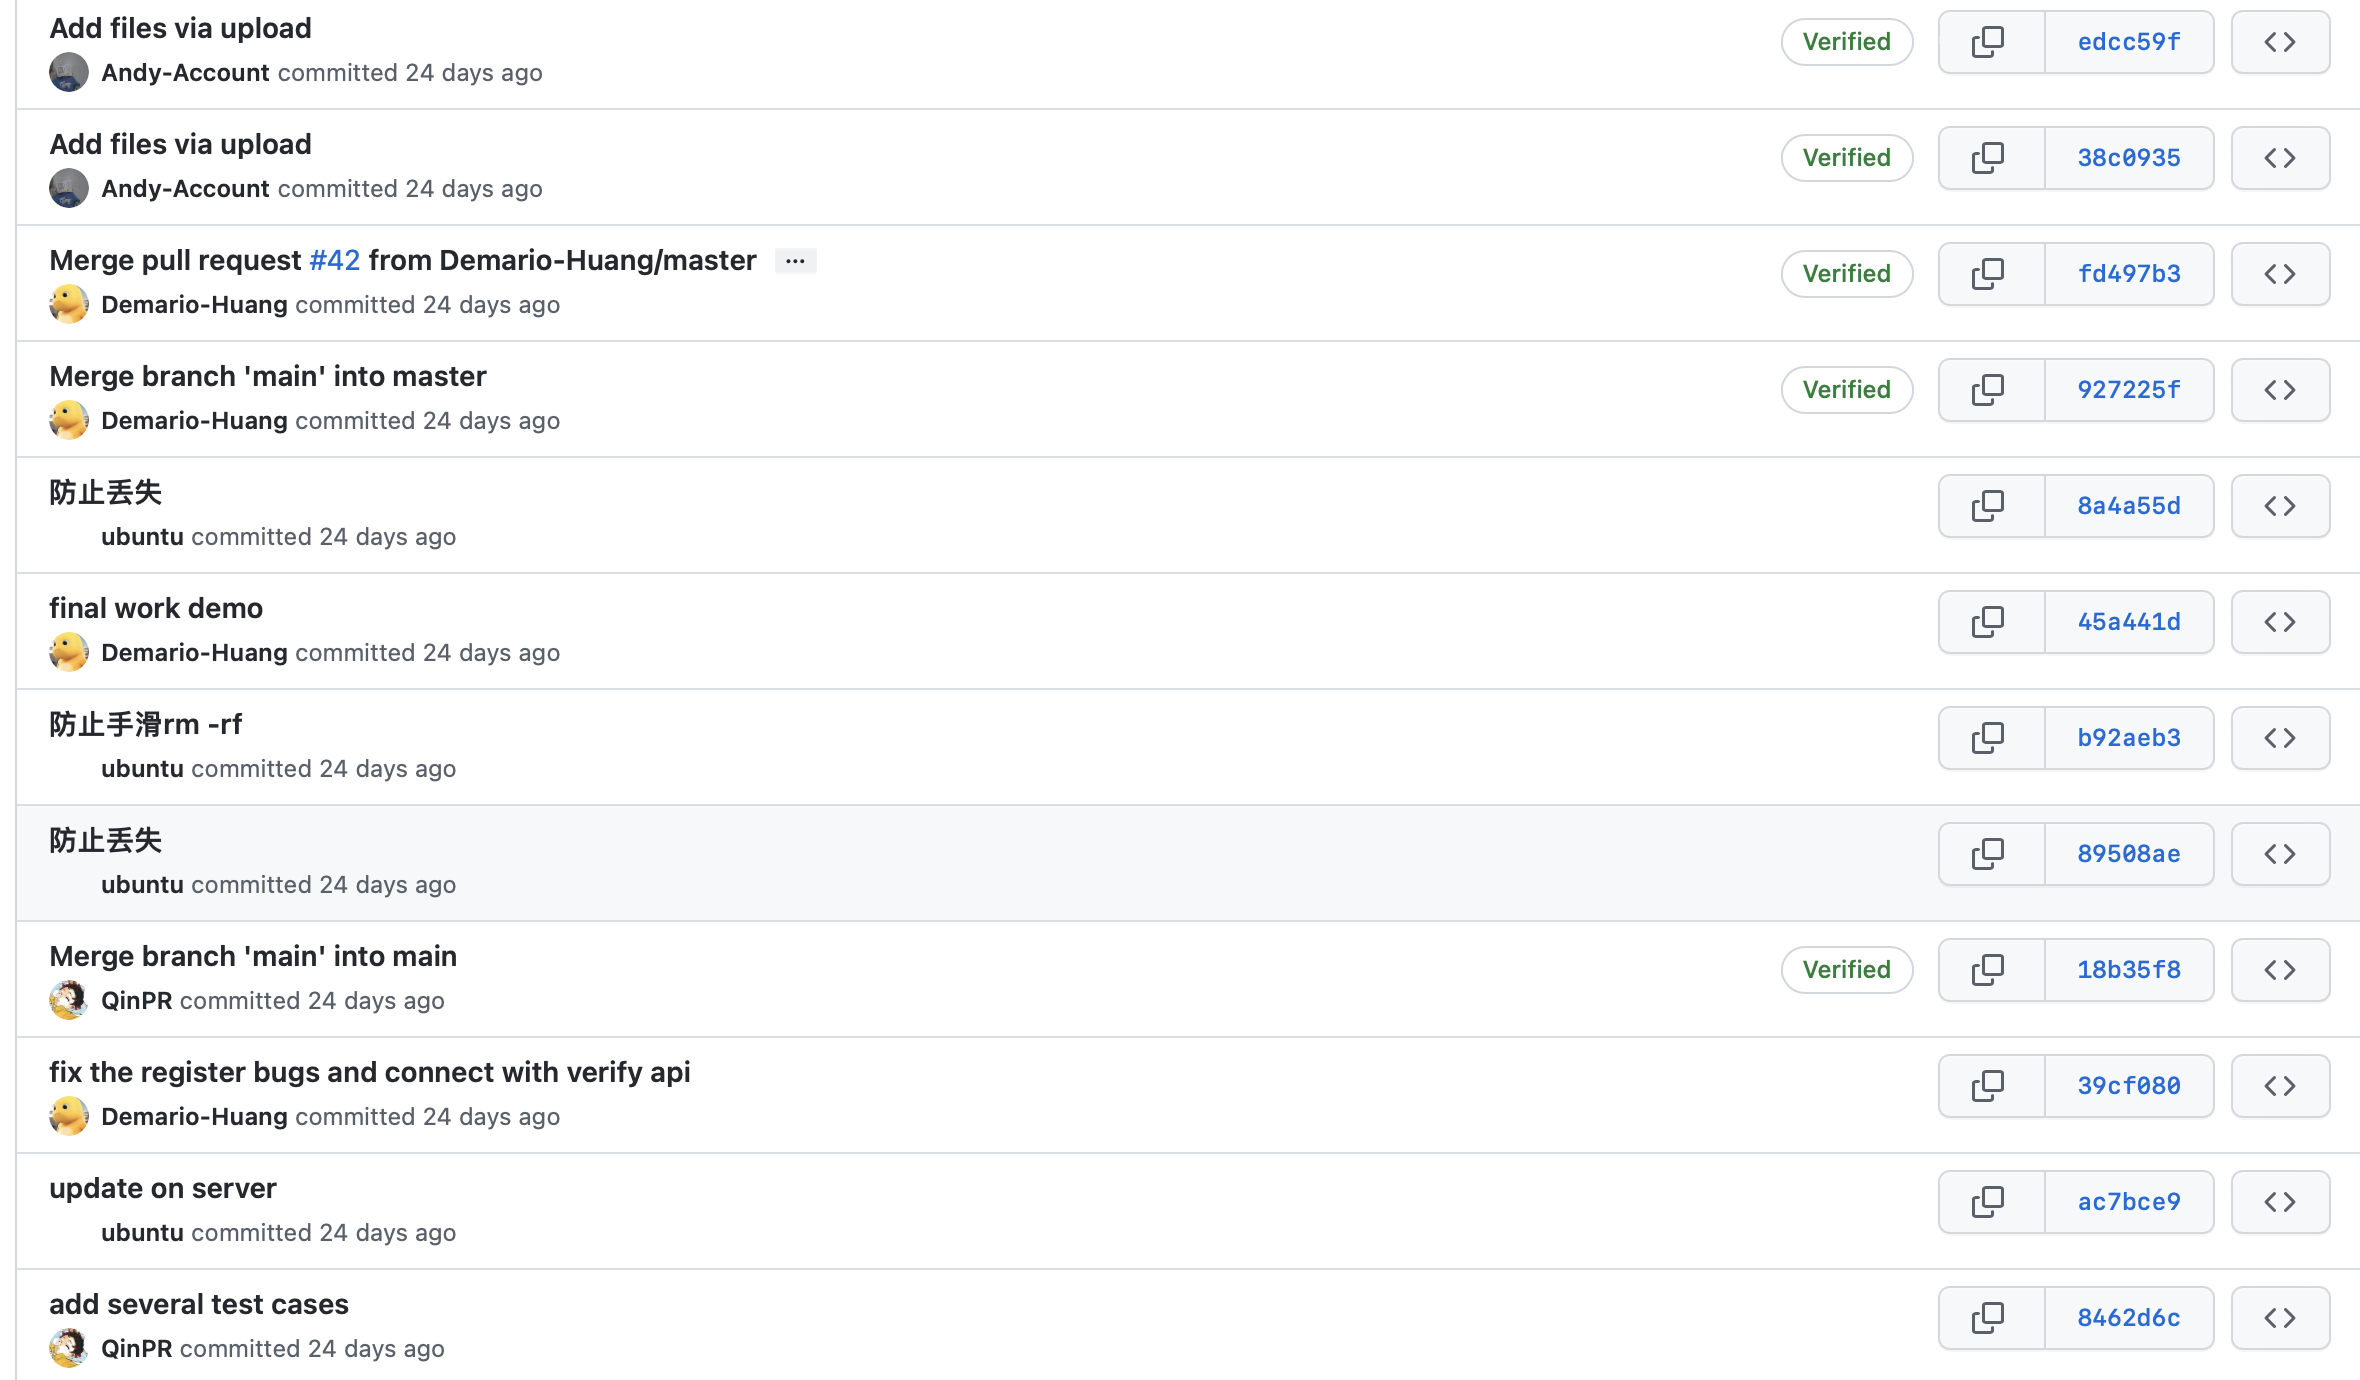 Add files via upload
Verified
edcc59f
Andy-Account committed 24 days ago
Add files via upload
Verified
38c0935
Andy-Account committed 24 days ago
Merge pull request #42 from Demario-Huang/master ...
Verified
fd497b3
Demario-Huang committed 24 days ago
Merge branch 'main' into master
Verified
927225f
Demario-Huang committed 24 days ago
防止丢失
8a4a55d
ubuntu committed 24 days ago
final work demo
45a441d
Demario-Huang committed 24 days ago
防止手滑rm -rf
b92aeb3
ubuntu committed 24 days ago
防止丢失
89508ae
ubuntu committed 24 days ago
Merge branch 'main' into main
Verified
18b35f8
QinPR committed 24 days ago
fix the register bugs and connect with verify api
39cf080
Demario-Huang committed 24 days ago
update on server
ac7bce9
ubuntu committed 24 days ago
add several test cases
8462d6c
QinPR committed 24 days ago